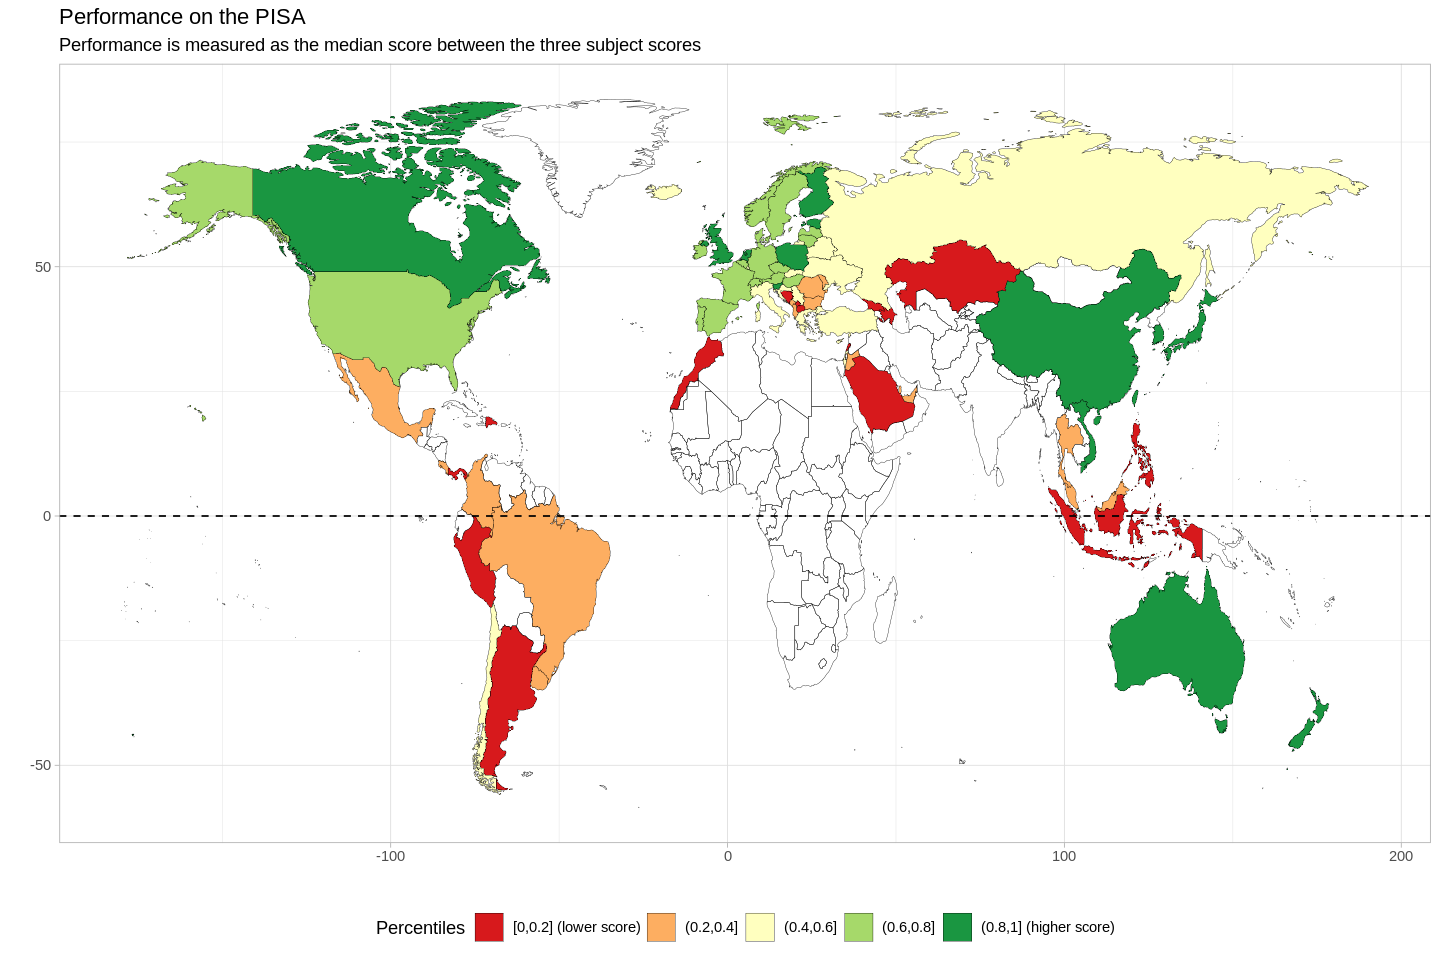 Performance on the PISA
Performance is measured as the median score between the three subject scores
50
0
-50
-100
0
100
200
Percentiles
[0,0.2] (lower score)
(0.2,0.4]
(0.4,0.6]
(0.6,0.8]
(0.8,1] (higher score)